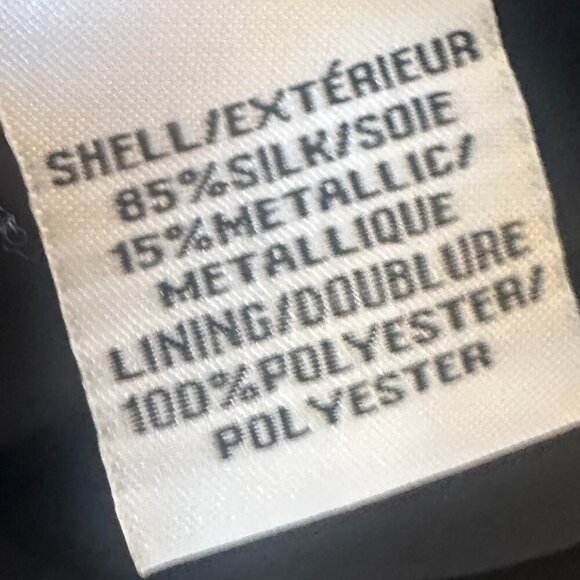 SHELL/EXTÉRIEUR
85%SILK/SOIE
15%METALLIC/
METALLIQUE
LINING/DOUBLURE
100%POLYESTER/
POLYESTER